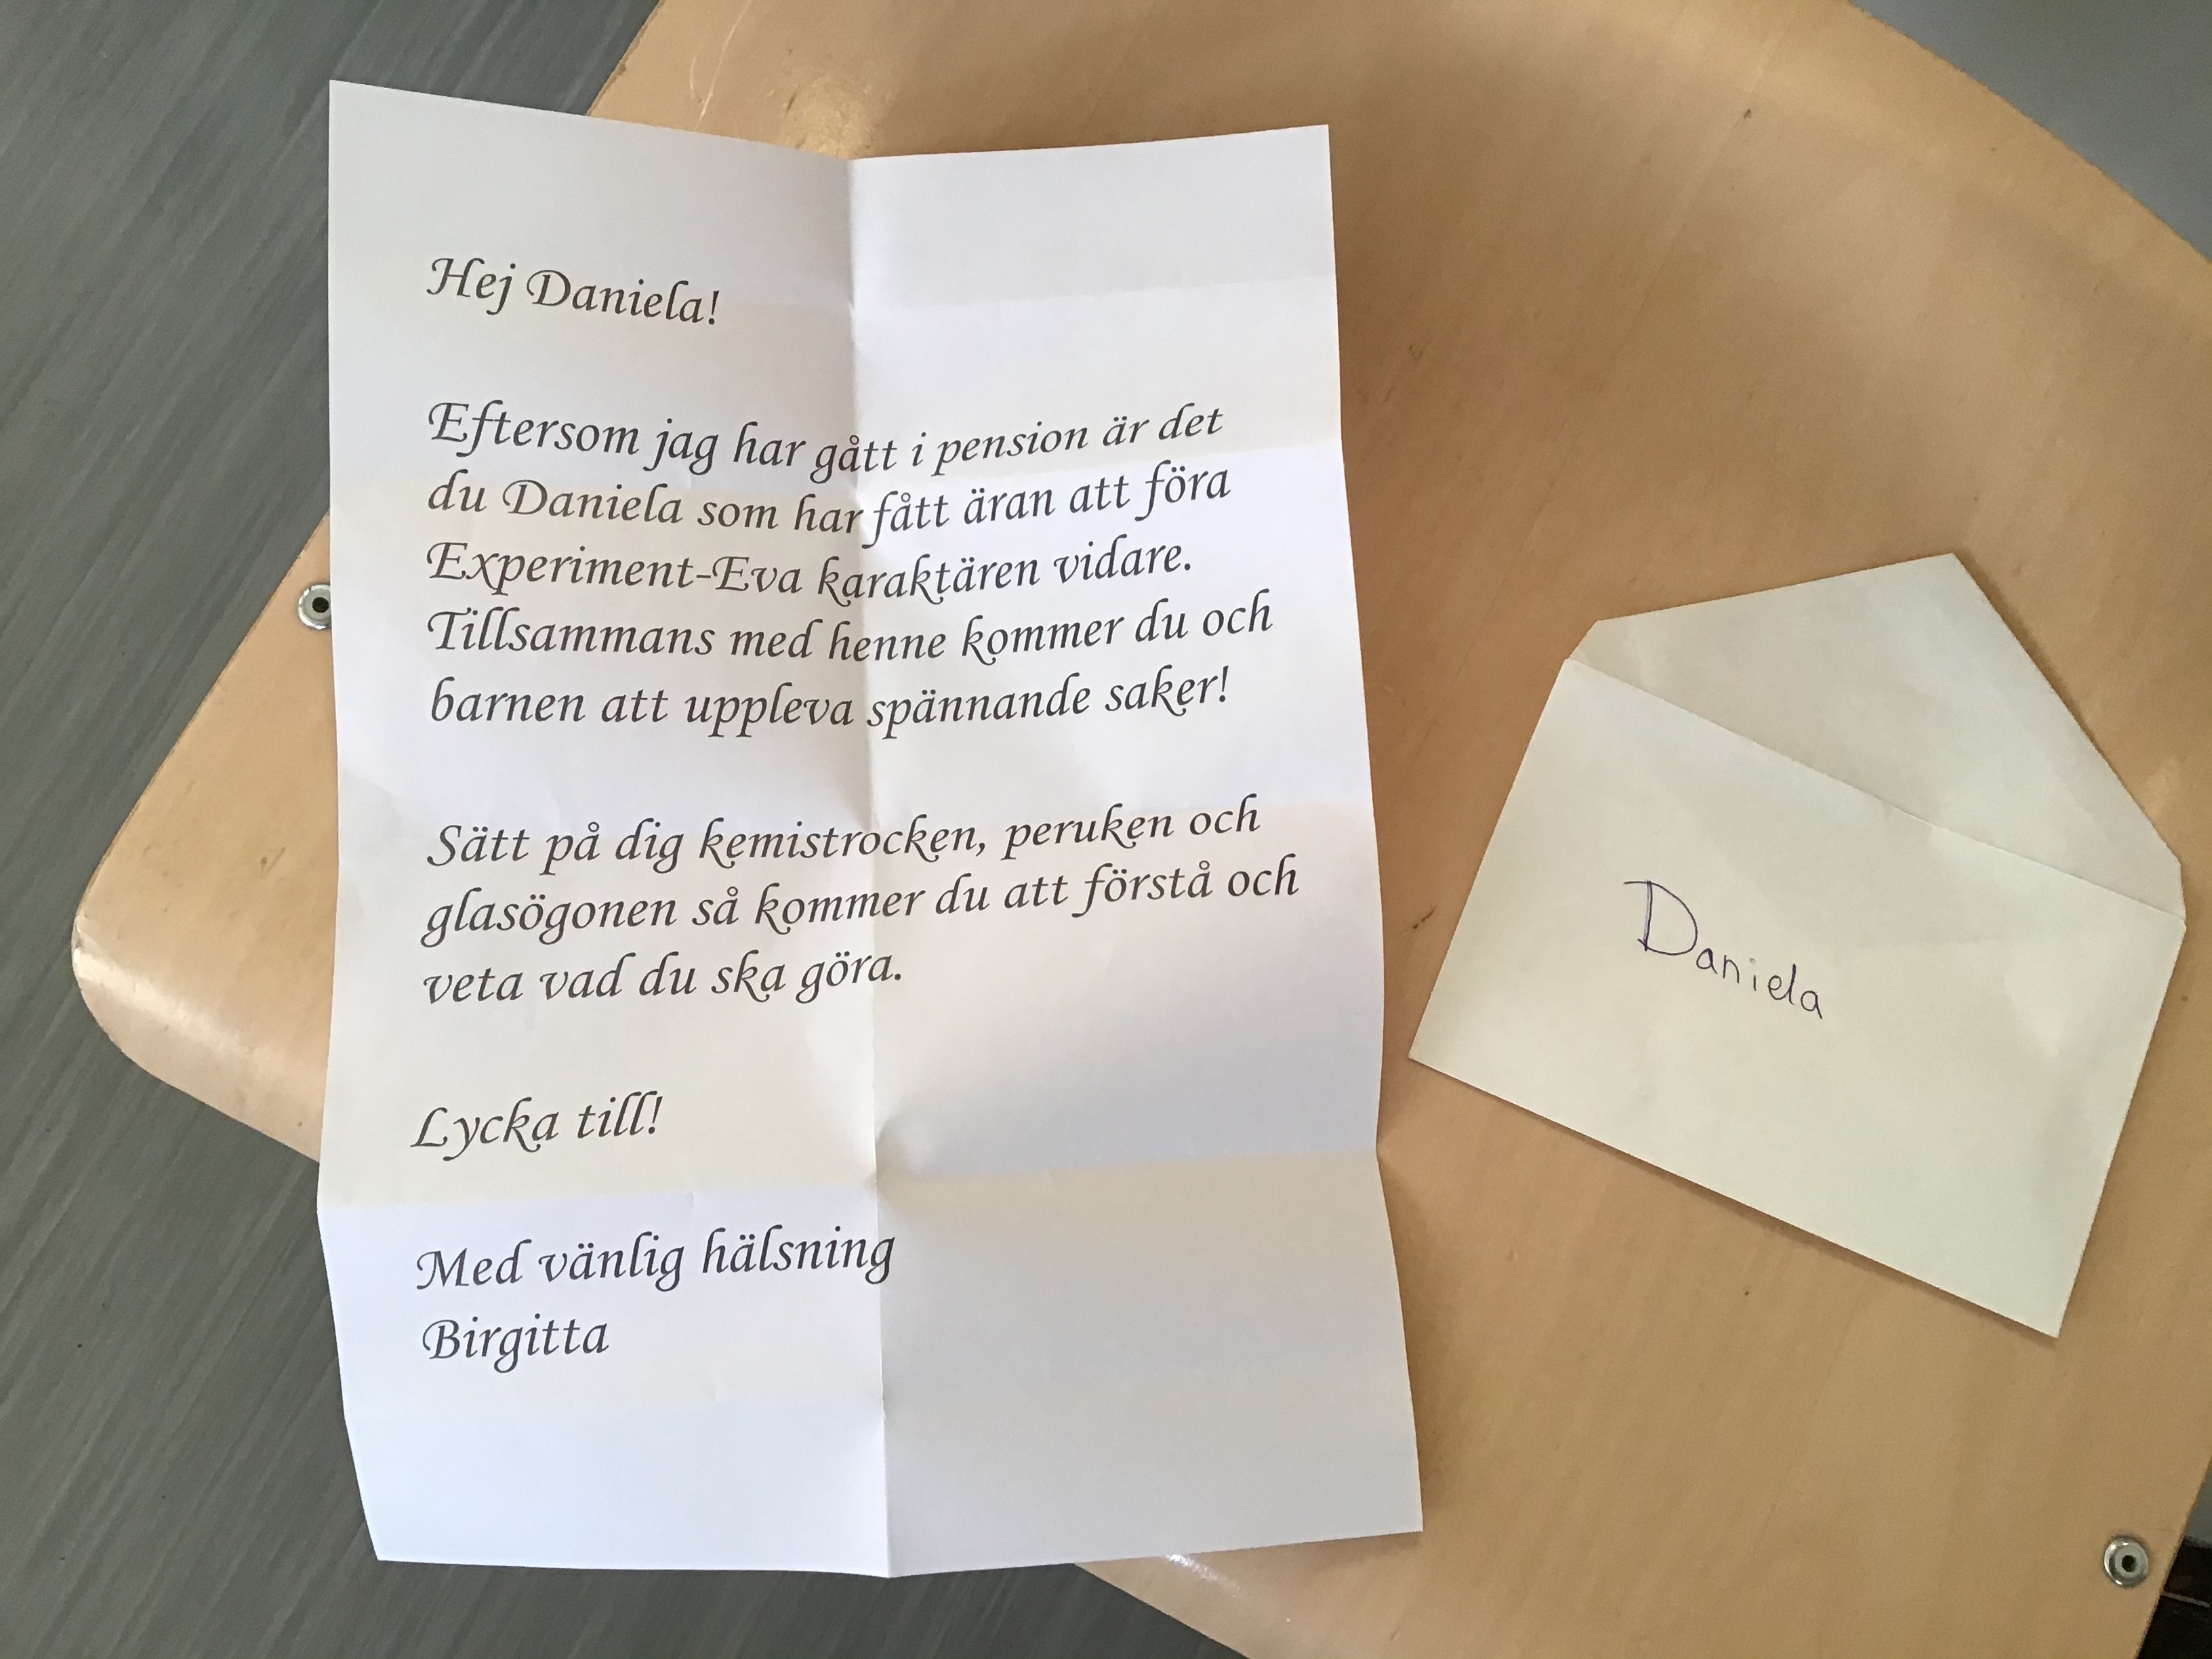 Hej Daniela!
Eftersom jag har gått i pension är det
du Daniela som har fått äran att föra
Experiment-Eva karaktären vidare.
Tillsammans med henne kommer du och
barnen att uppleva spännande saker!
Sätt på dig kemistrocken, peruken och
glasögonen så kommer du att förstå och
veta vad du ska göra.
Lycka till!
Med vänlig hälsning
Birgitta
Daniela